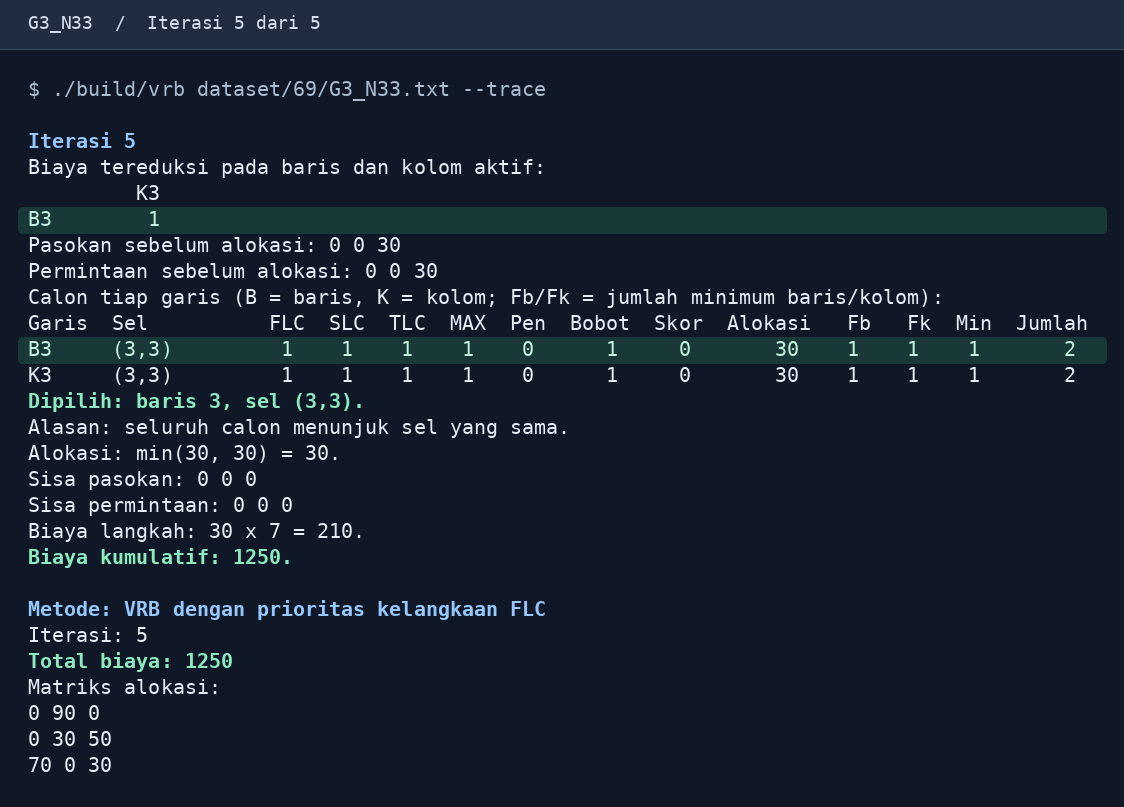 G3_N33  /  Iterasi 5 dari 5
$ ./build/vrb dataset/69/G3_N33.txt --trace
Iterasi 5
Biaya tereduksi pada baris dan kolom aktif:
K3
B3        1
Pasokan sebelum alokasi: 0 0 30
Permintaan sebelum alokasi: 0 0 30
Calon tiap garis (B = baris, K = kolom; Fb/Fk = jumlah minimum baris/kolom):
Garis  Sel          FLC  SLC  TLC  MAX  Pen  Bobot  Skor  Alokasi   Fb   Fk  Min  Jumlah
B3     (3,3)         1    1    1    1    0      1     0       30    1    1    1       2
K3     (3,3)         1    1    1    1    0      1     0       30    1    1    1       2
Dipilih: baris 3, sel (3,3).
Alasan: seluruh calon menunjuk sel yang sama.
Alokasi: min(30, 30) = 30.
Sisa pasokan: 0 0 0
Sisa permintaan: 0 0 0
Biaya langkah: 30 x 7 = 210.
Biaya kumulatif: 1250.
Metode: VRB dengan prioritas kelangkaan FLC
Iterasi: 5
Total biaya: 1250
Matriks alokasi:
0 90 0
0 30 50
70 0 30